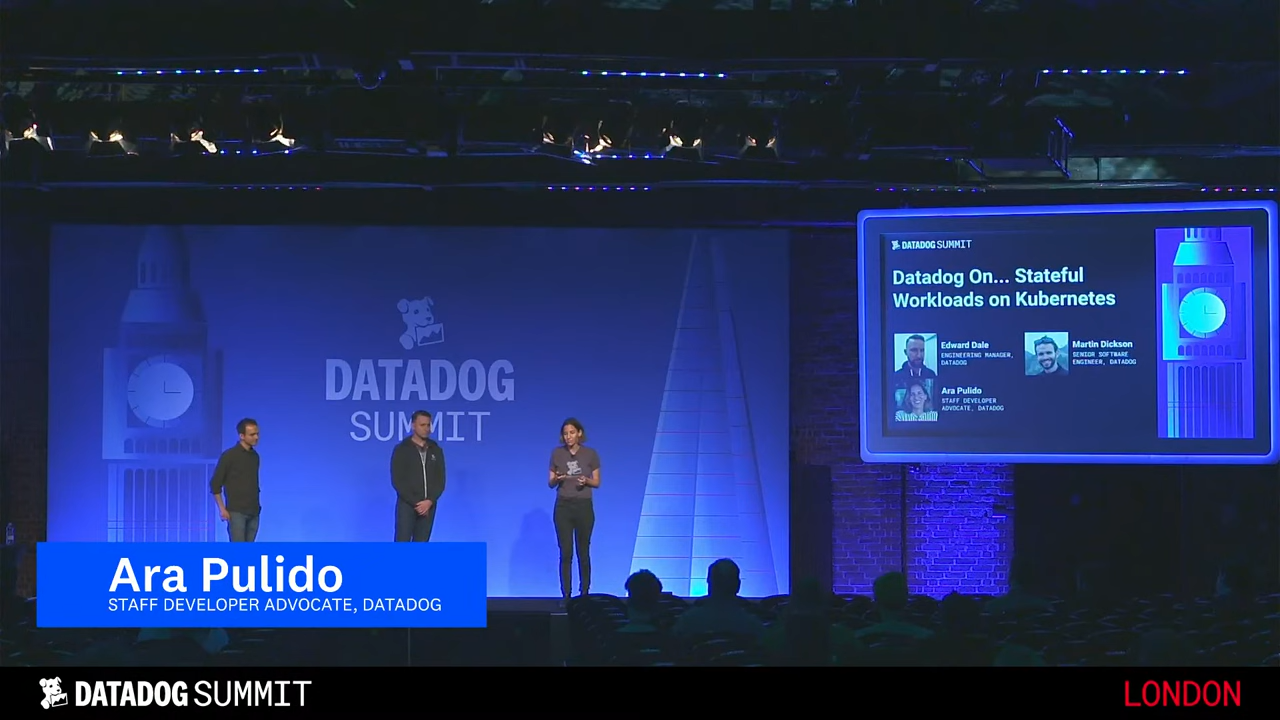 DATADOG SUMMIT
Datadog On... Stateful
Workloads on Kubernetes
Edward Dale
ENGINEERING MANAGER,
DATADOG
Martin Dickson
SENIOR SOFTWARE
ENGINEER, DATADOG
Ara Pulido
STAFF DEVELOPER
ADVOCATE, DATADOG
DATADOG
SUMMIT
Ara Pulido
STAFF DEVELOPER ADVOCATE, DATADOG
DATADOG SUMMIT
LONDON